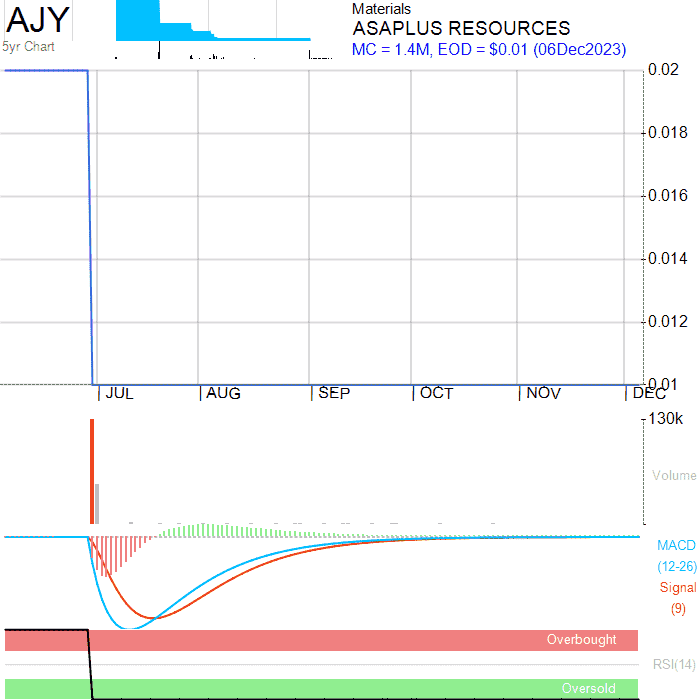 AJY
5yr Chart
Materials
ASAPLUS RESOURCES
MC = 1.4M, EOD = $0.01 (06Dec2023)
0.02
0.018
0.016
0.014
0.012
0.01
JUL AUG SEP OCT NOV DEC
130k
Volume
MACD
(12-26)
Signal
(9)
Overbought
RSI(14)
Oversold